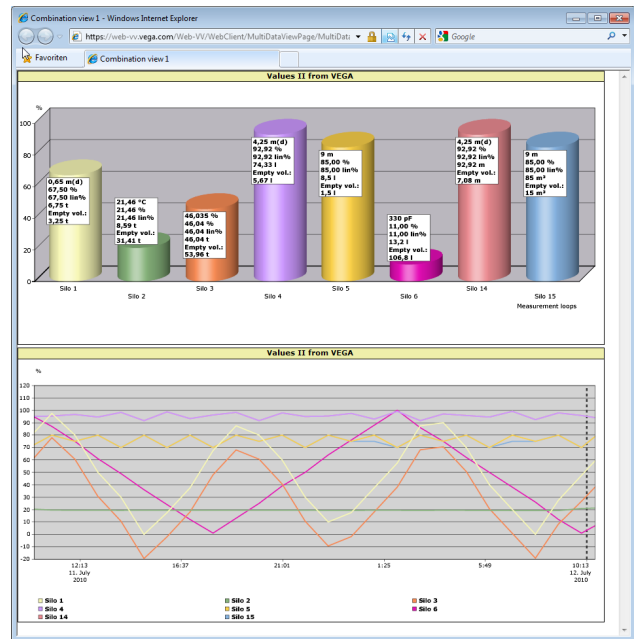 Combination view 1 - Windows Internet Explorer
https://web-vv.vega.com/Web-VV/WebClient/MultiDataViewPage/MultiData
Google
Favoriten
Combination view 1
Values II from VEGA
%
100
80
60
40
20
0
0,65 m(d)
67,50 %
67,50 lin%
6,75 t
Empty vol.:
3,25 t
21,46 °C
21,46 %
21,46 lin%
8,59 t
Empty vol.:
31,41 t
46,035 %
46,04 %
46,04 lin%
46,04 t
Empty vol.:
53,96 t
4,25 m(d)
92,92 %
92,92 lin%
74,33 l
Empty vol.:
5,67 l
9 m
85,00 %
85,00 lin%
8,5 l
Empty vol.:
1,5 l
330 pF
11,00 %
11,00 lin%
13,2 l
Empty vol.:
106,8 l
4,25 m(d)
92,92 %
92,92 lin%
92,92 m
Empty vol.:
7,08 m
9 m
85,00 %
85,00 lin%
85 m³
Empty vol.:
15 m³
Silo 1
Silo 2
Silo 3
Silo 4
Silo 5
Silo 6
Silo 14
Silo 15
Measurement loops
Values II from VEGA
%
120
110
100
90
80
70
60
50
40
30
20
10
0
-10
-20
12:13
11. July
2010
16:37
21:01
1:25
5:49
10:13
12. July
2010
Silo 1
Silo 2
Silo 3
Silo 4
Silo 5
Silo 6
Silo 14
Silo 15